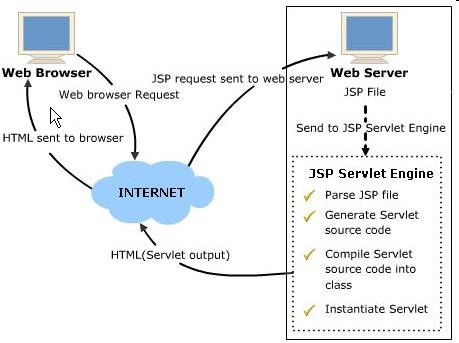 Web Browser
Web Server
JSP request sent to web server
JSP File
Web browser Request
Send to JSP Servlet Engine
HTML sent to browser
JSP Servlet Engine
INTERNET
Parse JSP file
Generate Servlet
source code
HTML(Servlet output)
Compile Servlet
source code into
class
Instantiate Servlet